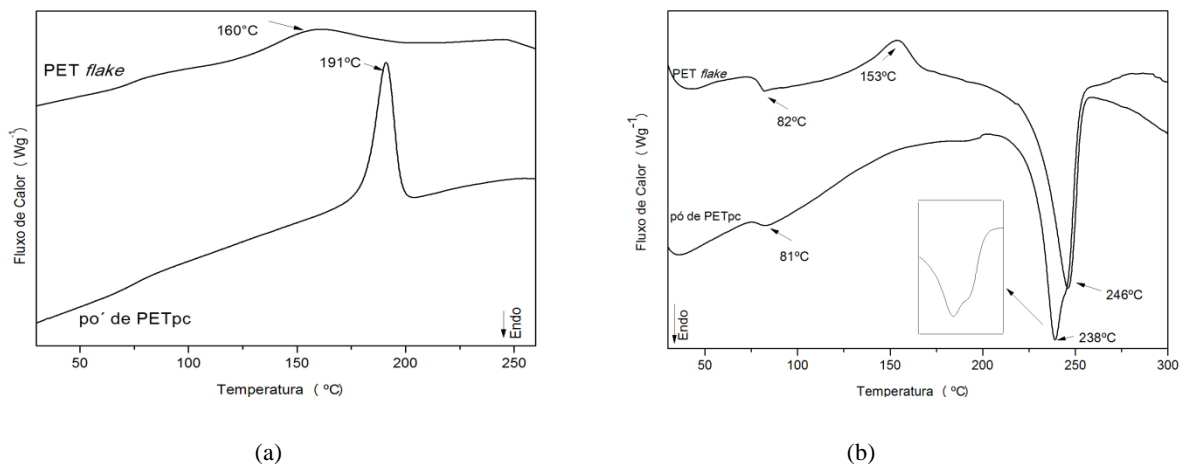 160°C
PET flake
191ºC
po´ de PETpc
Endo
Fluxo de Calor ( Wg⁻¹)
50
100
150
200
250
Temperatura ( ºC)
(a)
153ºC
PET flake
82ºC
pó de PETpc
81ºC
246ºC
238ºC
Endo
Fluxo de Calor ( Wg⁻¹)
50
100
150
200
250
300
Temperatura ( ºC)
(b)